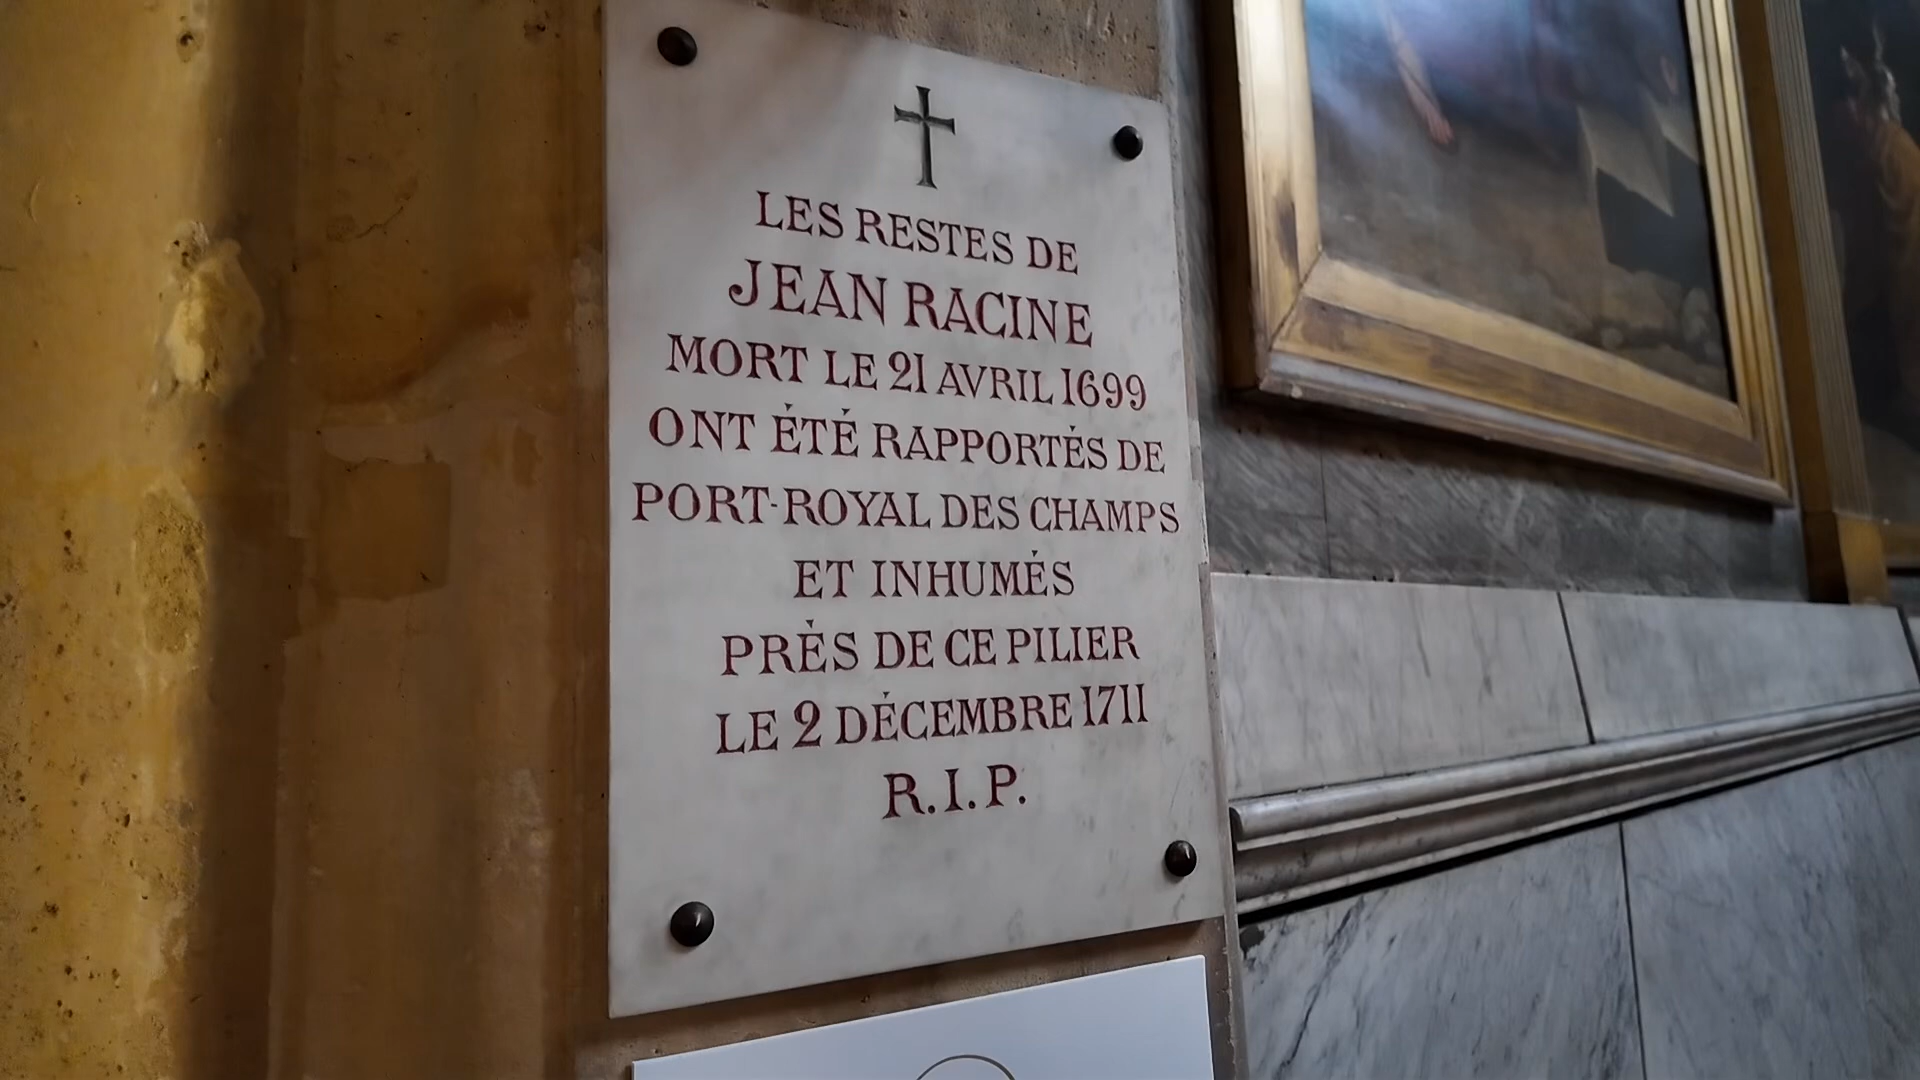 LES RESTES DE
JEAN RACINE
MORT LE 21 AVRIL 1699
ONT ÉTÉ RAPPORTÉS DE
PORT-ROYAL DES CHAMPS
ET INHUMÉS
PRÈS DE CE PILIER
LE 2 DÉCEMBRE 1711
R.I.P.